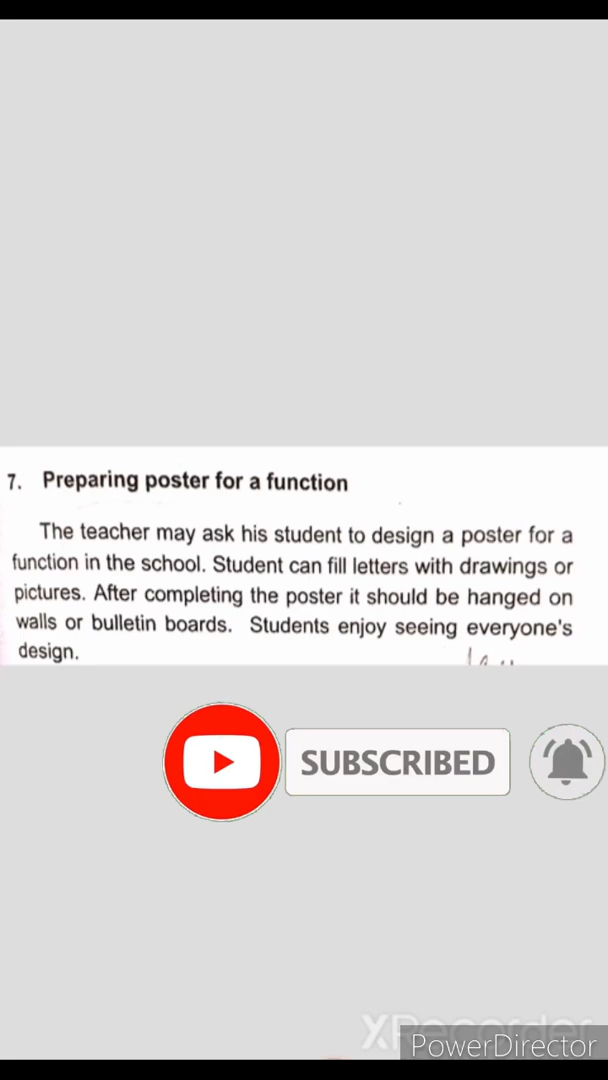 7. Preparing poster for a function
The teacher may ask his student to design a poster for a
function in the school. Student can fill letters with drawings or
pictures. After completing the poster it should be hanged on
walls or bulletin boards. Students enjoy seeing everyone's
design.
SUBSCRIBED
XRecorder
PowerDirector